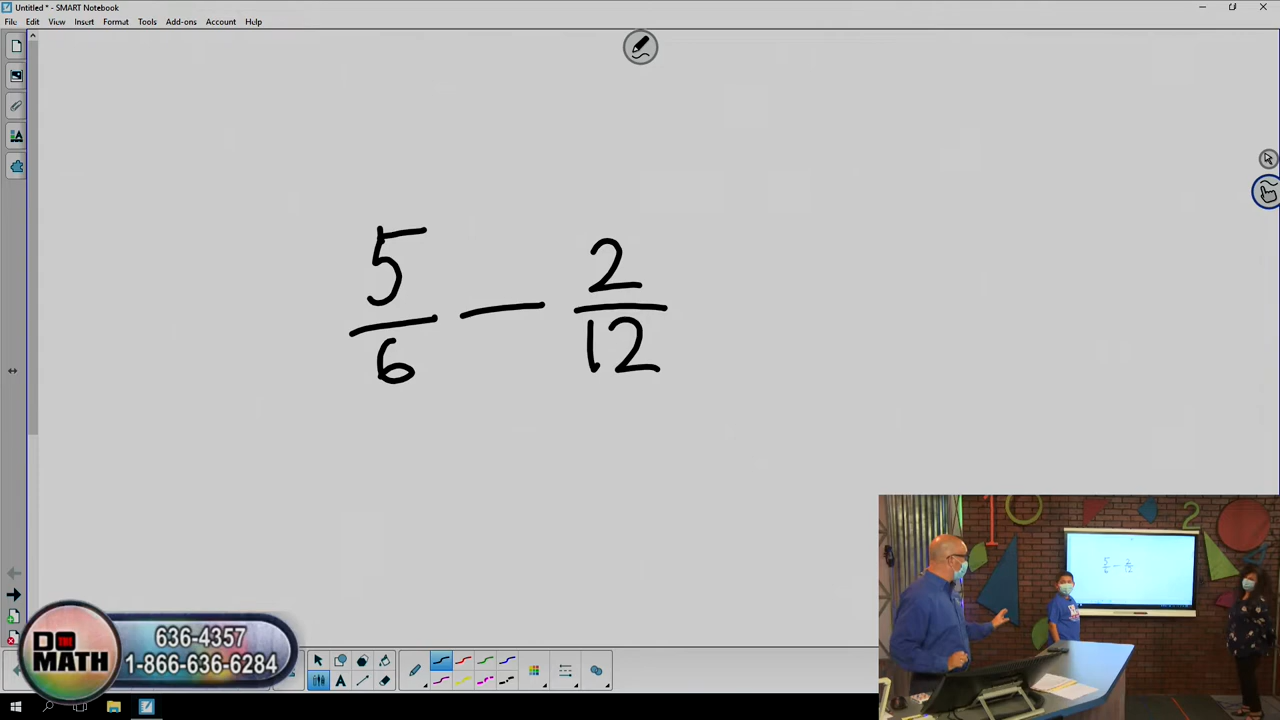 Untitled * - SMART Notebook
File Edit View Insert Format Tools Add-ons Account Help
5/6 — 2/12
DO THE MATH
636-4357
1-866-636-6284